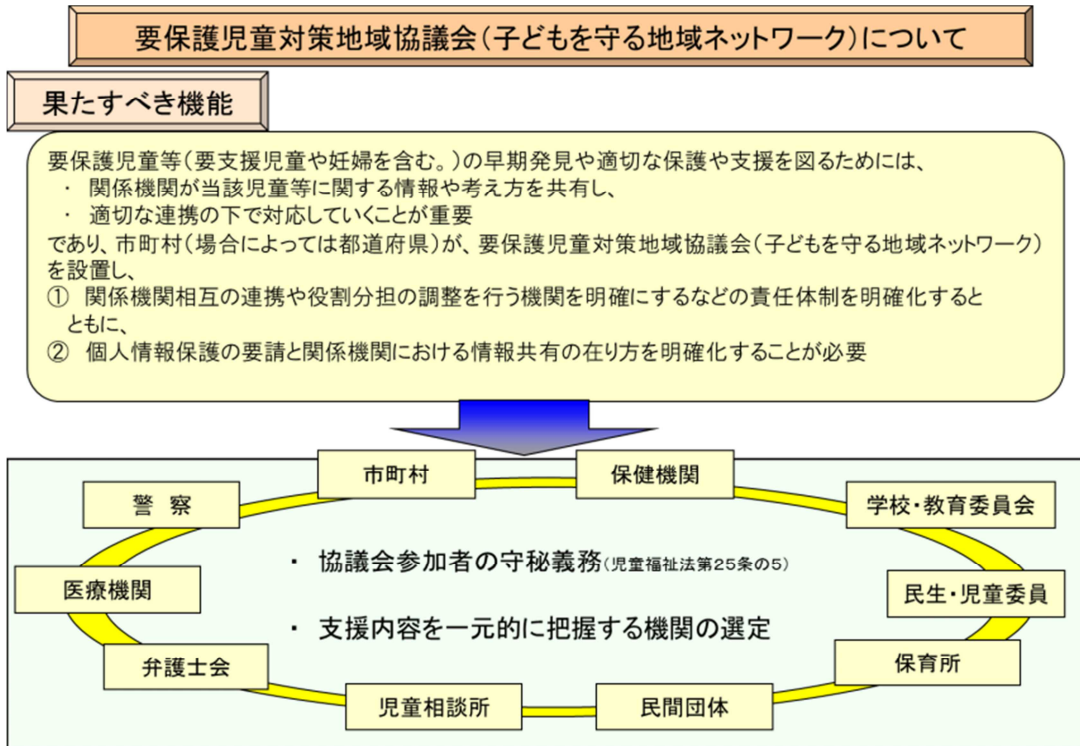 要保護児童対策地域協議会(子どもを守る地域ネットワーク)について
果たすべき機能
要保護児童等(要支援児童や妊婦を含む。)の早期発見や適切な保護や支援を図るためには、
・ 関係機関が当該児童等に関する情報や考え方を共有し、
・ 適切な連携の下で対応していくことが重要
であり、市町村(場合によっては都道府県)が、要保護児童対策地域協議会(子どもを守る地域ネットワーク)
を設置し、
① 関係機関相互の連携や役割分担の調整を行う機関を明確にするなどの責任体制を明確化すると
ともに、
② 個人情報保護の要請と関係機関における情報共有の在り方を明確化することが必要
市町村
保健機関
警 察
学校・教育委員会
・ 協議会参加者の守秘義務(児童福祉法第25条の5)
医療機関
民生・児童委員
・ 支援内容を一元的に把握する機関の選定
弁護士会
保育所
児童相談所
民間団体